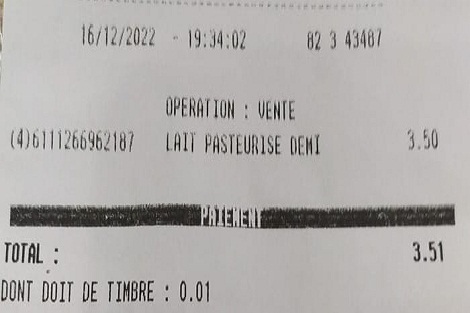 16/12/2022 - 19:34:02 82 3 43487
OPERATION : VENTE
(4)6111266962187 LAIT PASTEURISE DEMI 3.50
PAIEMENT
TOTAL : 3.51
DONT DOIT DE TIMBRE : 0.01